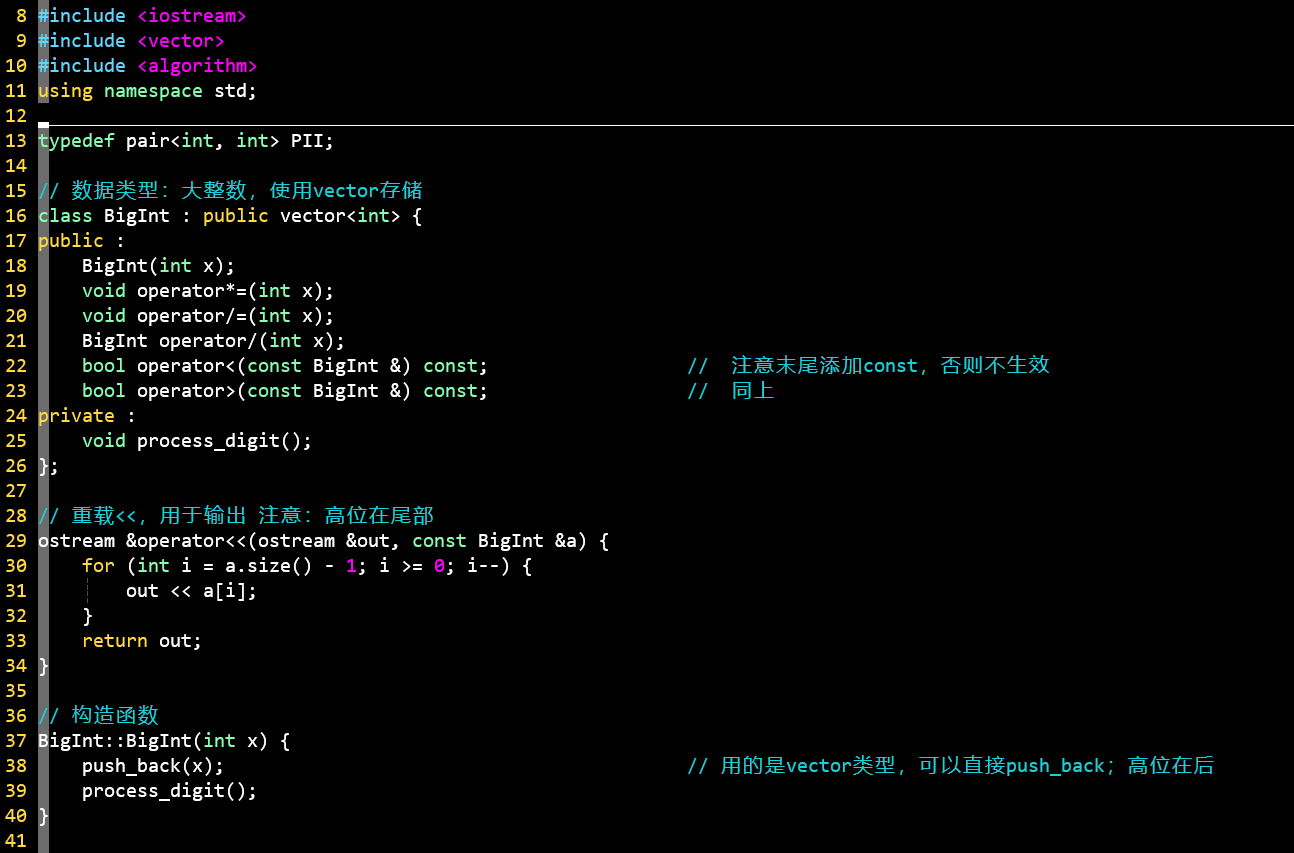 8 #include <iostream>
9 #include <vector>
10 #include <algorithm>
11 using namespace std;
12
13 typedef pair<int, int> PII;
14
15 // 数据类型：大整数，使用vector存储
16 class BigInt : public vector<int> {
17 public :
18     BigInt(int x);
19     void operator*=(int x);
20     void operator/=(int x);
21     BigInt operator/(int x);
22     bool operator<(const BigInt &) const;                  //  注意末尾添加const，否则不生效
23     bool operator>(const BigInt &) const;                  //  同上
24 private :
25     void process_digit();
26 };
27
28 // 重载<<，用于输出 注意：高位在尾部
29 ostream &operator<<(ostream &out, const BigInt &a) {
30     for (int i = a.size() - 1; i >= 0; i--) {
31         out << a[i];
32     }
33     return out;
34 }
35
36 // 构造函数
37 BigInt::BigInt(int x) {
38     push_back(x);                                          // 用的是vector类型，可以直接push_back；高位在后
39     process_digit();
40 }
41